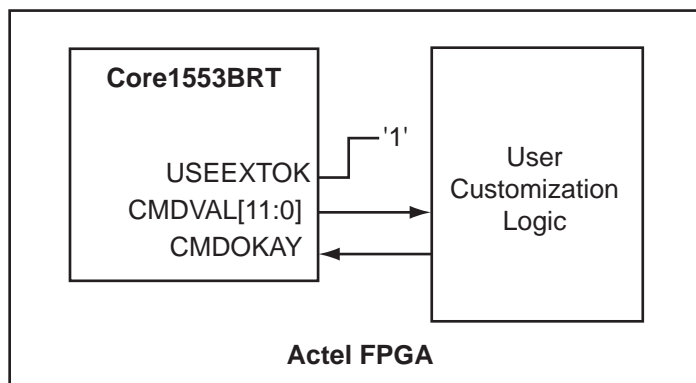 Core1553BRT
USEEXTOK
'1'
CMDVAL[11:0]
CMDOKAY
User
Customization
Logic
Actel FPGA